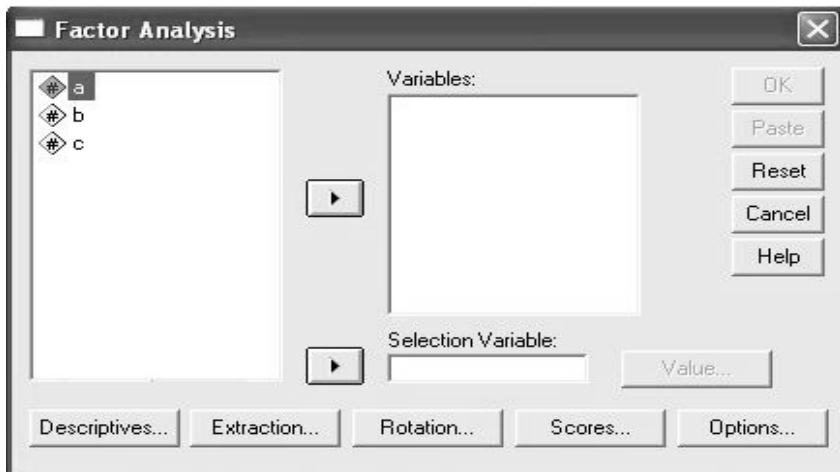 Factor Analysis
# a
# b
# c
Variables:
OK
Paste
Reset
Cancel
Help
Selection Variable:
Value...
Descriptives... Extraction... Rotation... Scores... Options...